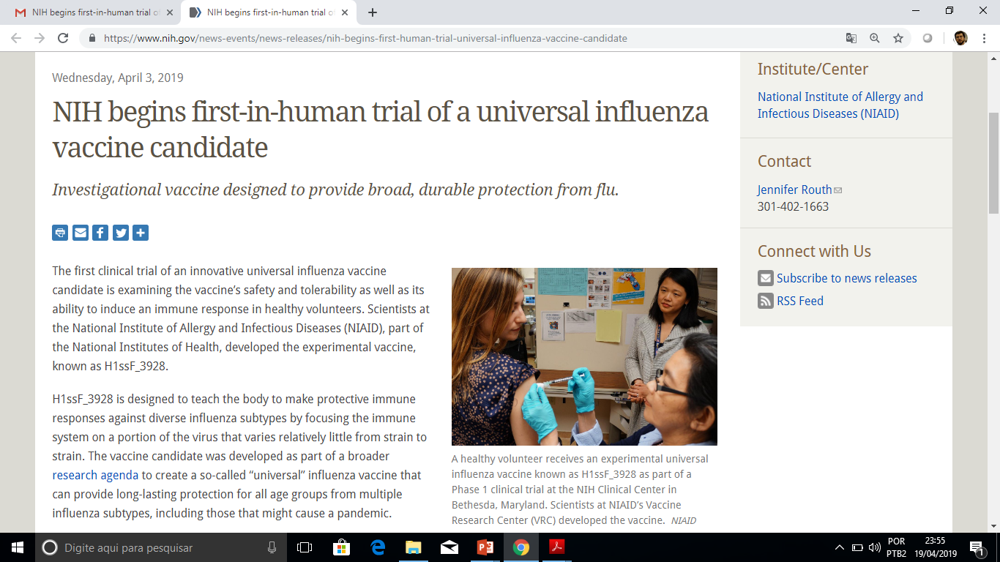 NIH begins first-in-human trial o
NIH begins first-in-human trial of
https://www.nih.gov/news-events/news-releases/nih-begins-first-human-trial-universal-influenza-vaccine-candidate
Wednesday, April 3, 2019
NIH begins first-in-human trial of a universal influenza
vaccine candidate
Investigational vaccine designed to provide broad, durable protection from flu.
The first clinical trial of an innovative universal influenza vaccine
candidate is examining the vaccine’s safety and tolerability as well as its
ability to induce an immune response in healthy volunteers. Scientists at
the National Institute of Allergy and Infectious Diseases (NIAID), part of
the National Institutes of Health, developed the experimental vaccine,
known as H1ssF_3928.
H1ssF_3928 is designed to teach the body to make protective immune
responses against diverse influenza subtypes by focusing the immune
system on a portion of the virus that varies relatively little from strain to
strain. The vaccine candidate was developed as part of a broader
research agenda to create a so-called “universal” influenza vaccine that
can provide long-lasting protection for all age groups from multiple
influenza subtypes, including those that might cause a pandemic.
A healthy volunteer receives an experimental universal
influenza vaccine known as H1ssF_3928 as part of a
Phase 1 clinical trial at the NIH Clinical Center in
Bethesda, Maryland. Scientists at NIAID’s Vaccine
Research Center (VRC) developed the vaccine. NIAID
Institute/Center
National Institute of Allergy and
Infectious Diseases (NIAID)
Contact
Jennifer Routh
301-402-1663
Connect with Us
Subscribe to news releases
RSS Feed
Digite aqui para pesquisar
POR
PTB2
23:55
19/04/2019
1